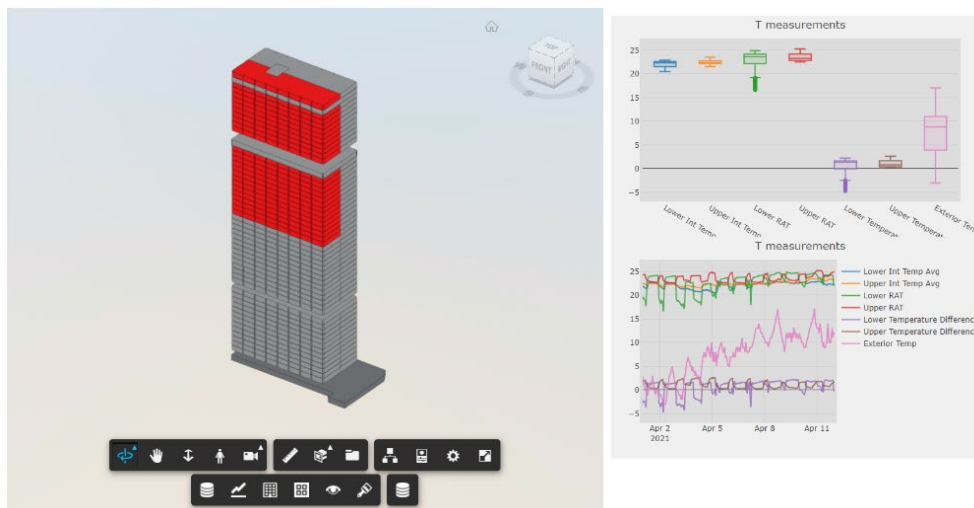 TOP
FRONT
RIGHT
T measurements
25
20
15
10
5
0
−5
Lower Int Temp
Upper Int Temp
Lower RAT
Upper RAT
Lower Temperat
Upper Temperat
Exterior Tem
T measurements
25
20
15
10
5
0
−5
Apr 2
2021
Apr 5
Apr 8
Apr 11
Lower Int Temp Avg
Upper Int Temp Avg
Lower RAT
Upper RAT
Lower Temperature Differenc
Upper Temperature Differenc
Exterior Temp